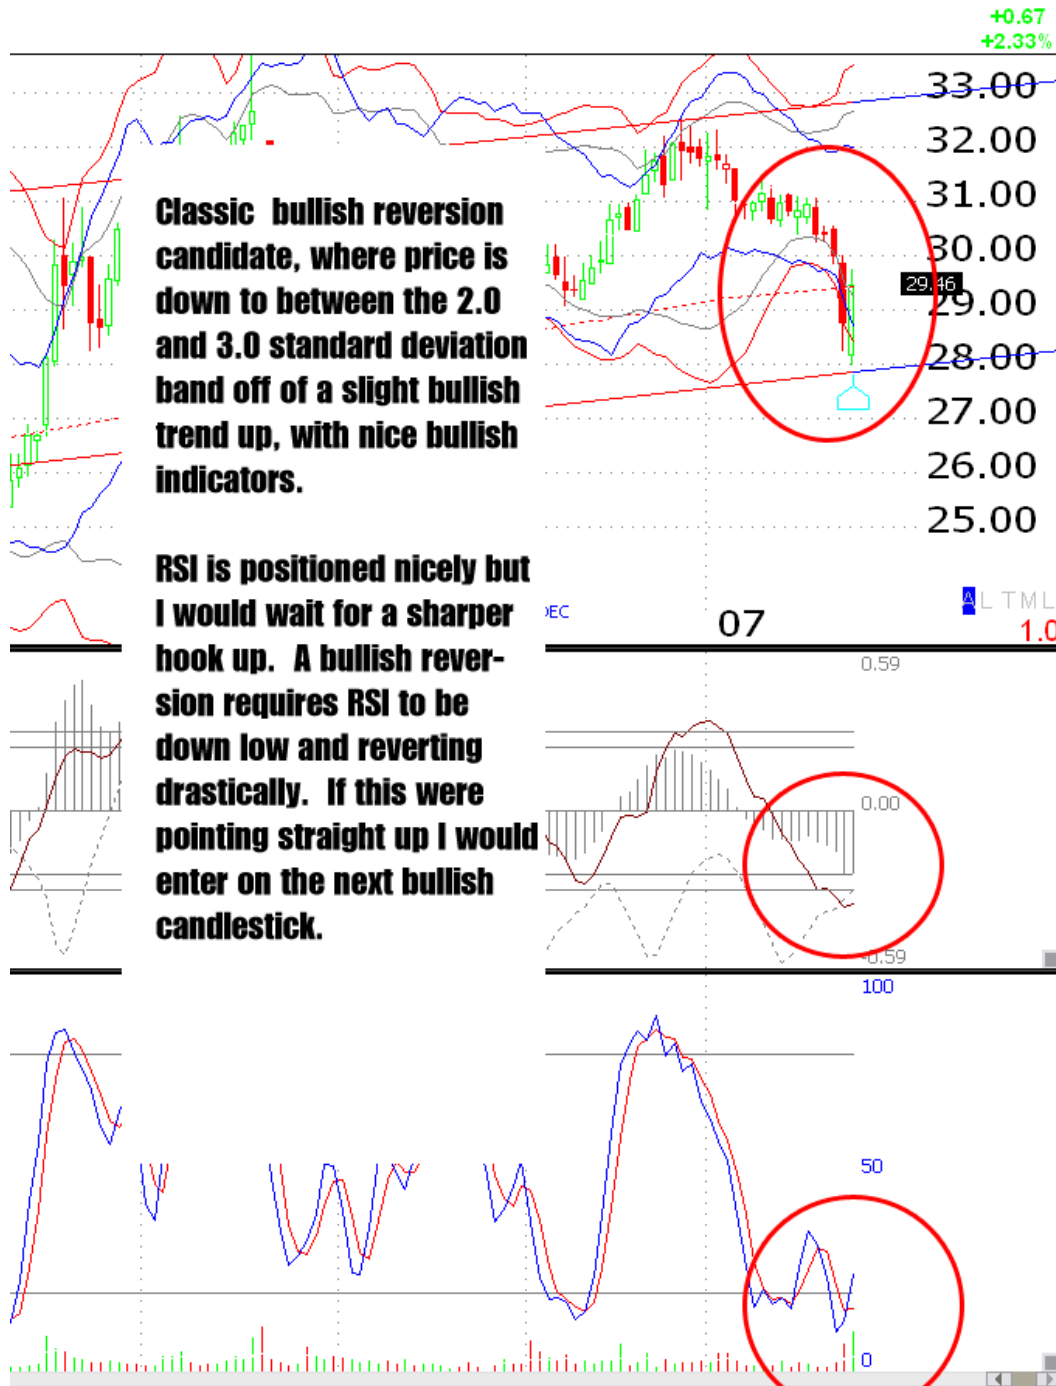 +0.67
+2.33%
33.00
32.00
31.00
30.00
29.46
29.00
28.00
27.00
26.00
25.00
Classic bullish reversion
candidate, where price is
down to between the 2.0
and 3.0 standard deviation
band off of a slight bullish
trend up, with nice bullish
indicators.
RSI is positioned nicely but
I would wait for a sharper
hook up. A bullish rever-
sion requires RSI to be
down low and reverting
drastically. If this were
pointing straight up I would
enter on the next bullish
candlestick.
DEC
07
A L T M L
1.0
0.59
0.00
-0.59
100
50
0